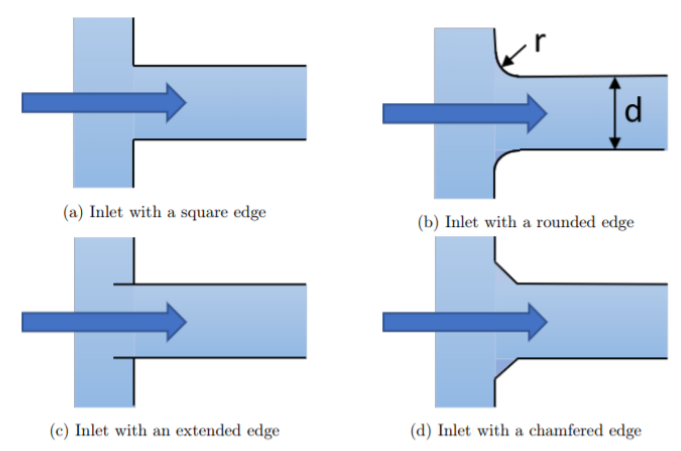 r
d
(a) Inlet with a square edge
(b) Inlet with a rounded edge
(c) Inlet with an extended edge
(d) Inlet with a chamfered edge